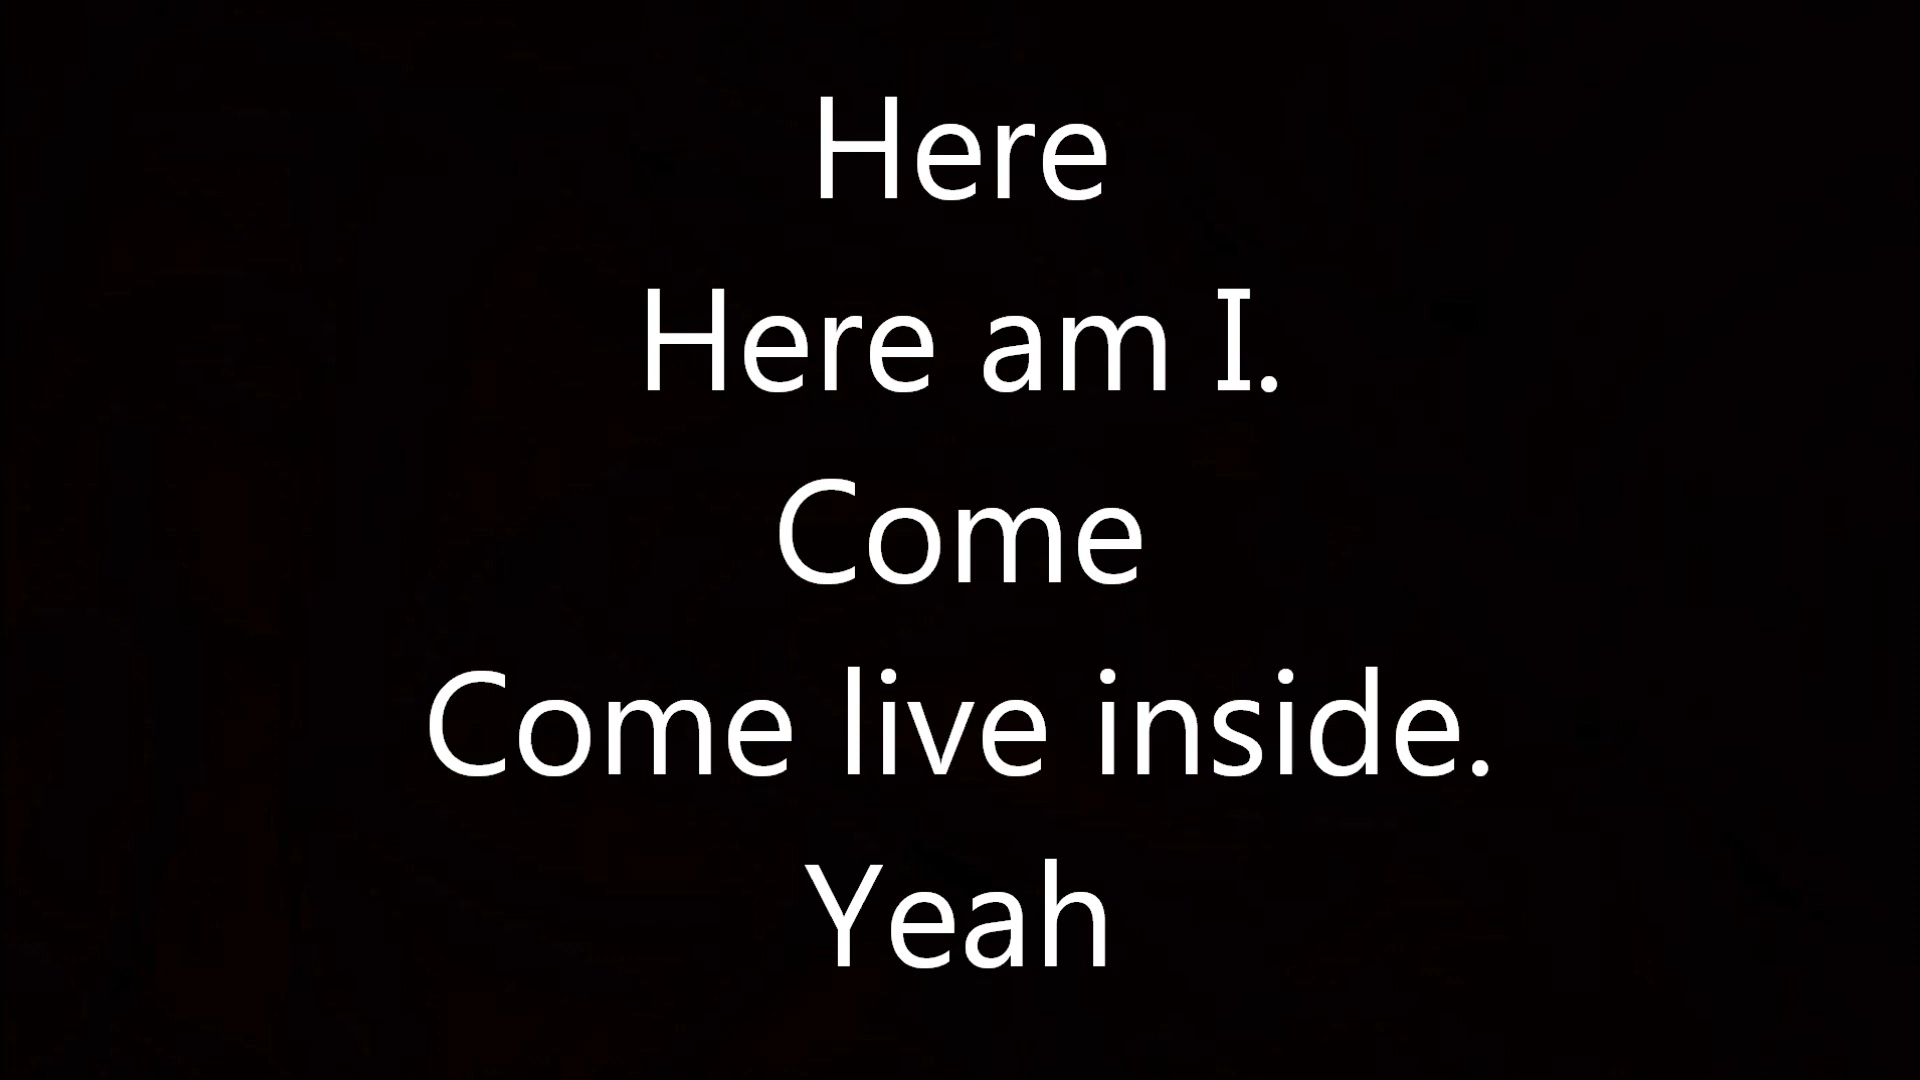 Here
Here am I.
Come
Come live inside.
Yeah